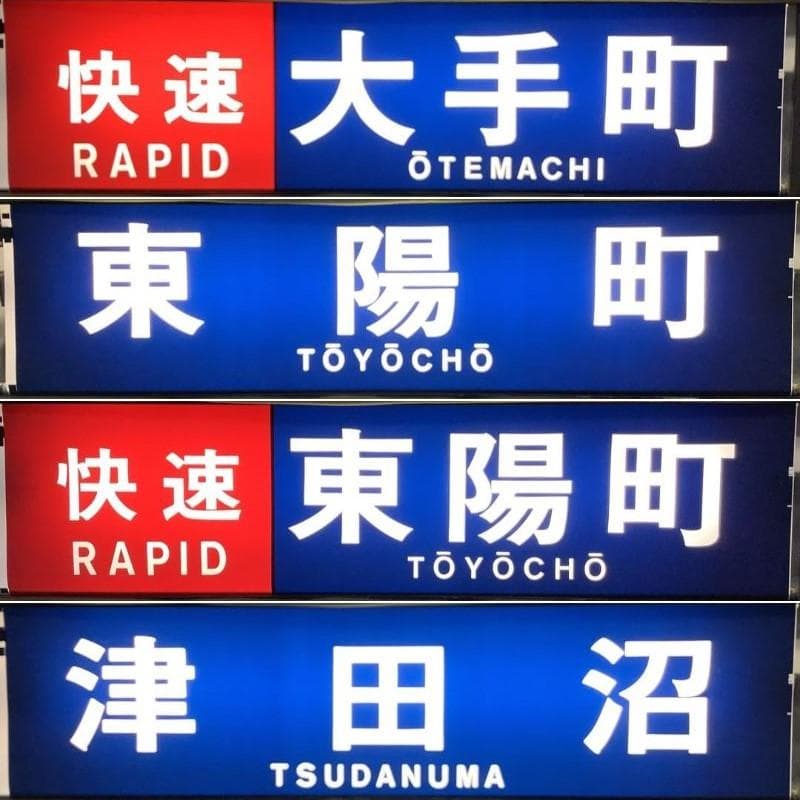 快速 大手町
RAPID ŌTEMACHI
東陽町
TŌYŌCHŌ
快速 東陽町
RAPID TŌYŌCHŌ
津田沼
TSUDANUMA